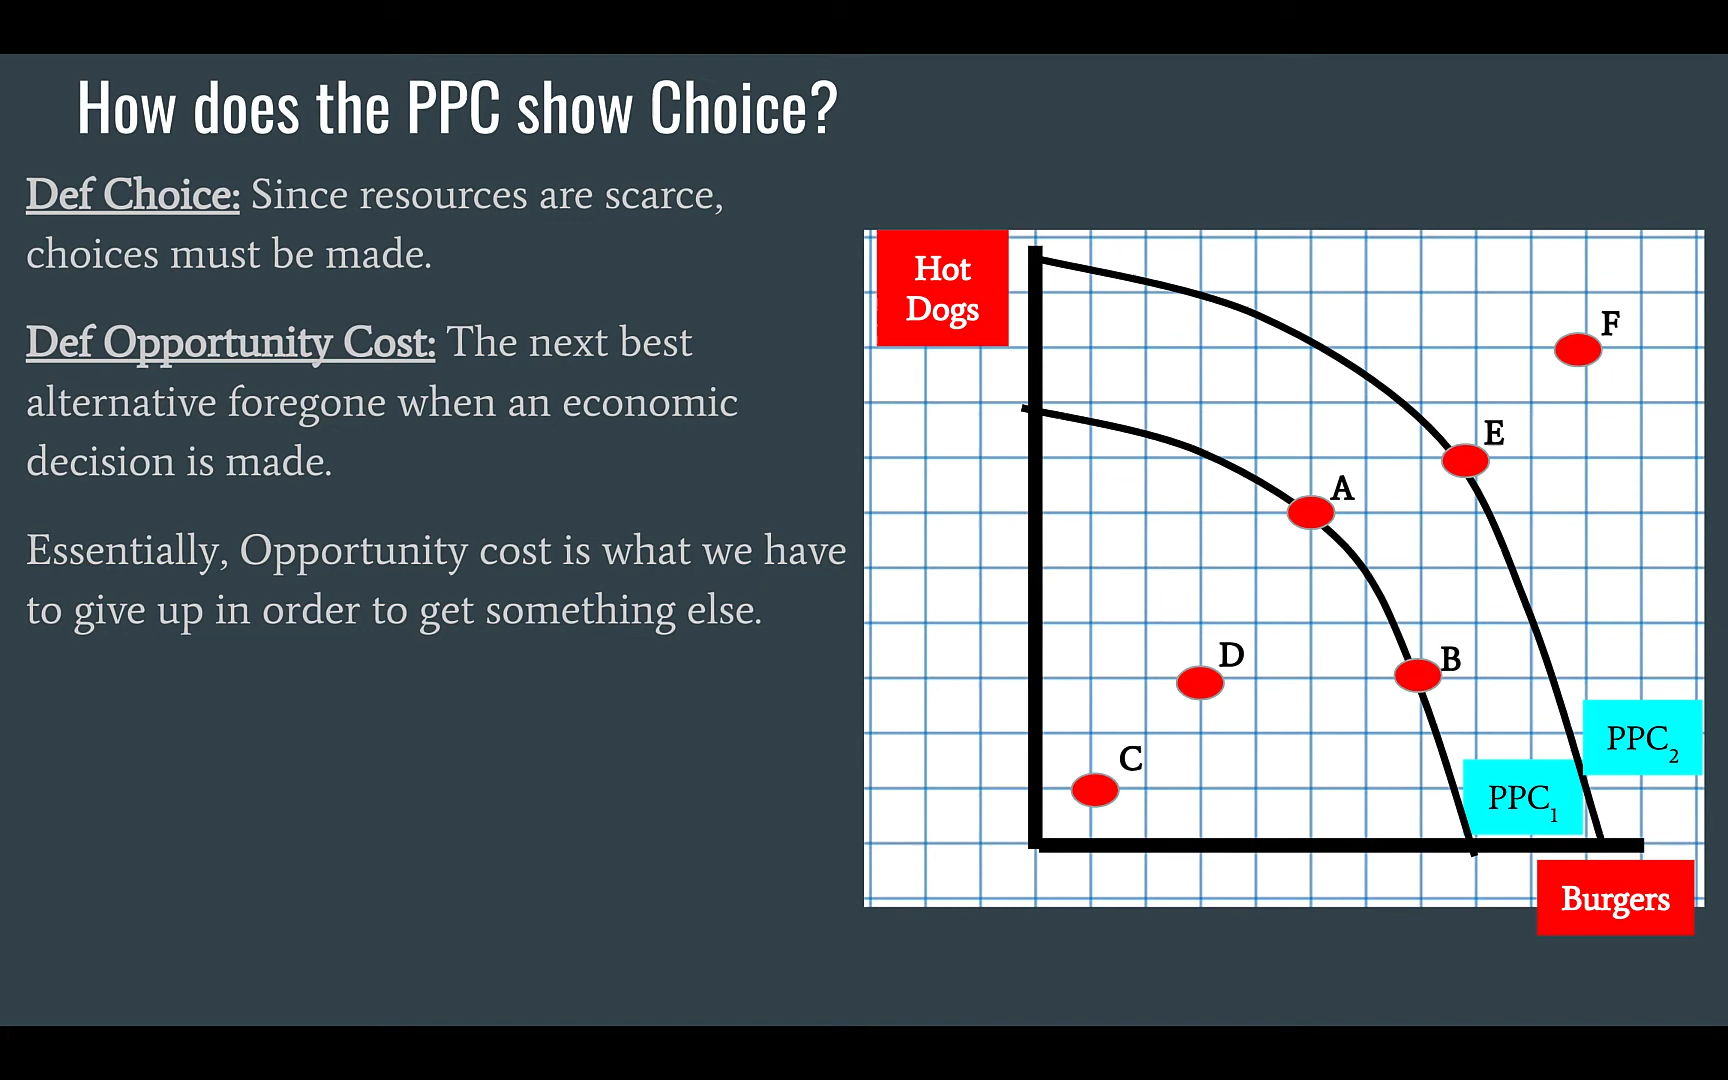 How does the PPC show Choice?
Def Choice: Since resources are scarce,
choices must be made.
Def Opportunity Cost: The next best
alternative foregone when an economic
decision is made.
Essentially, Opportunity cost is what we have
to give up in order to get something else.
Hot
Dogs
F
E
A
D
B
C
PPC2
PPC1
Burgers